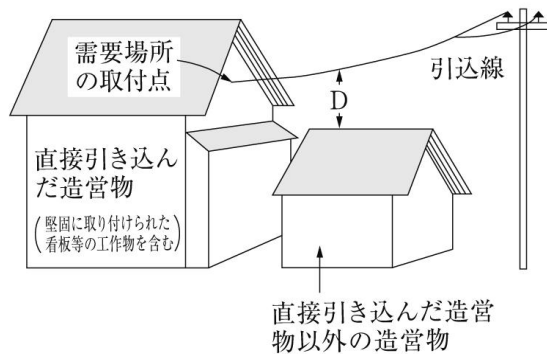 需要場所
の取付点
引込線
D
直接引き込ん
だ造営物
(堅固に取り付けられた
看板等の工作物を含む)
直接引き込んだ造営
物以外の造営物